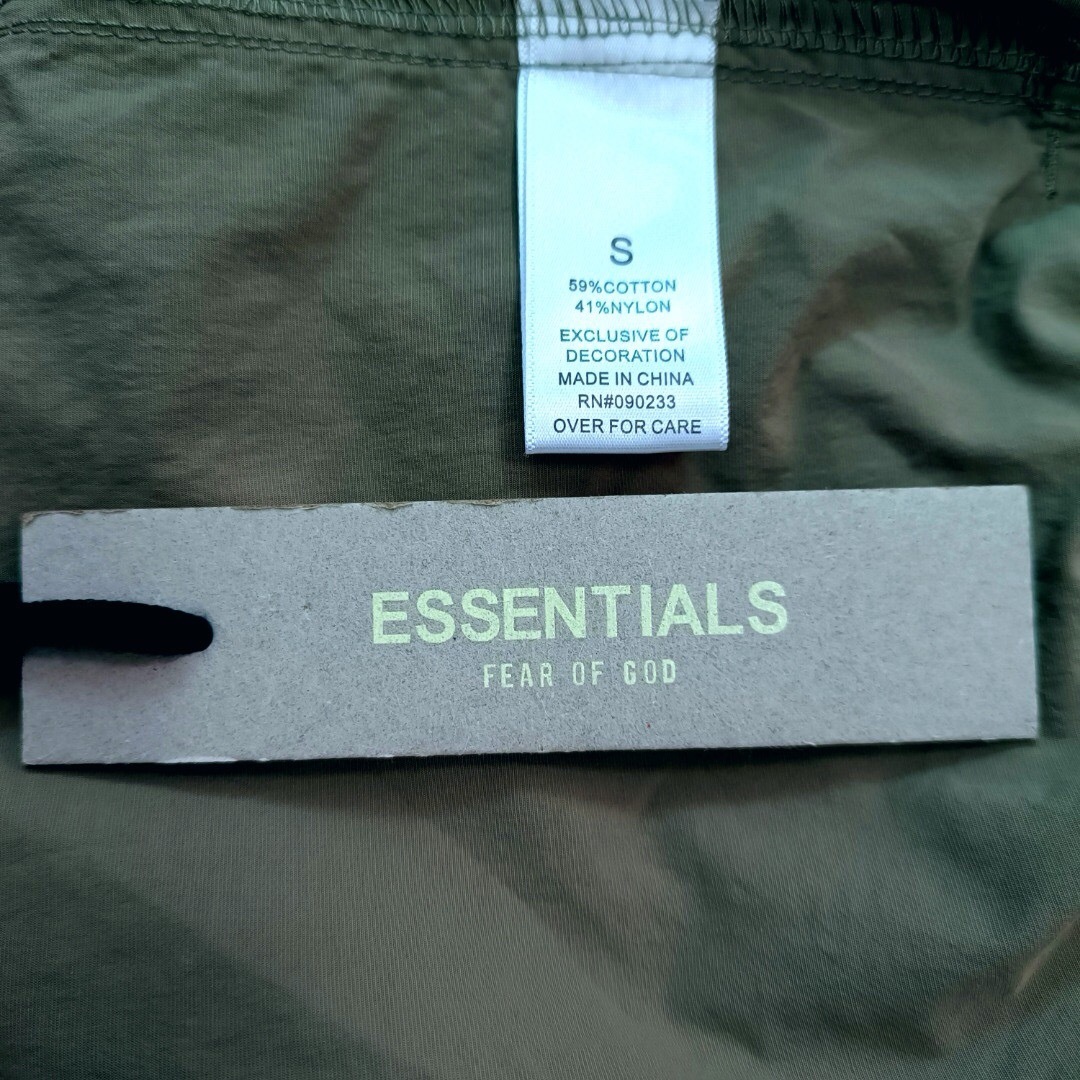 S
59%COTTON
41%NYLON
EXCLUSIVE OF
DECORATION
MADE IN CHINA
RN#090233
OVER FOR CARE
ESSENTIALS
FEAR OF GOD